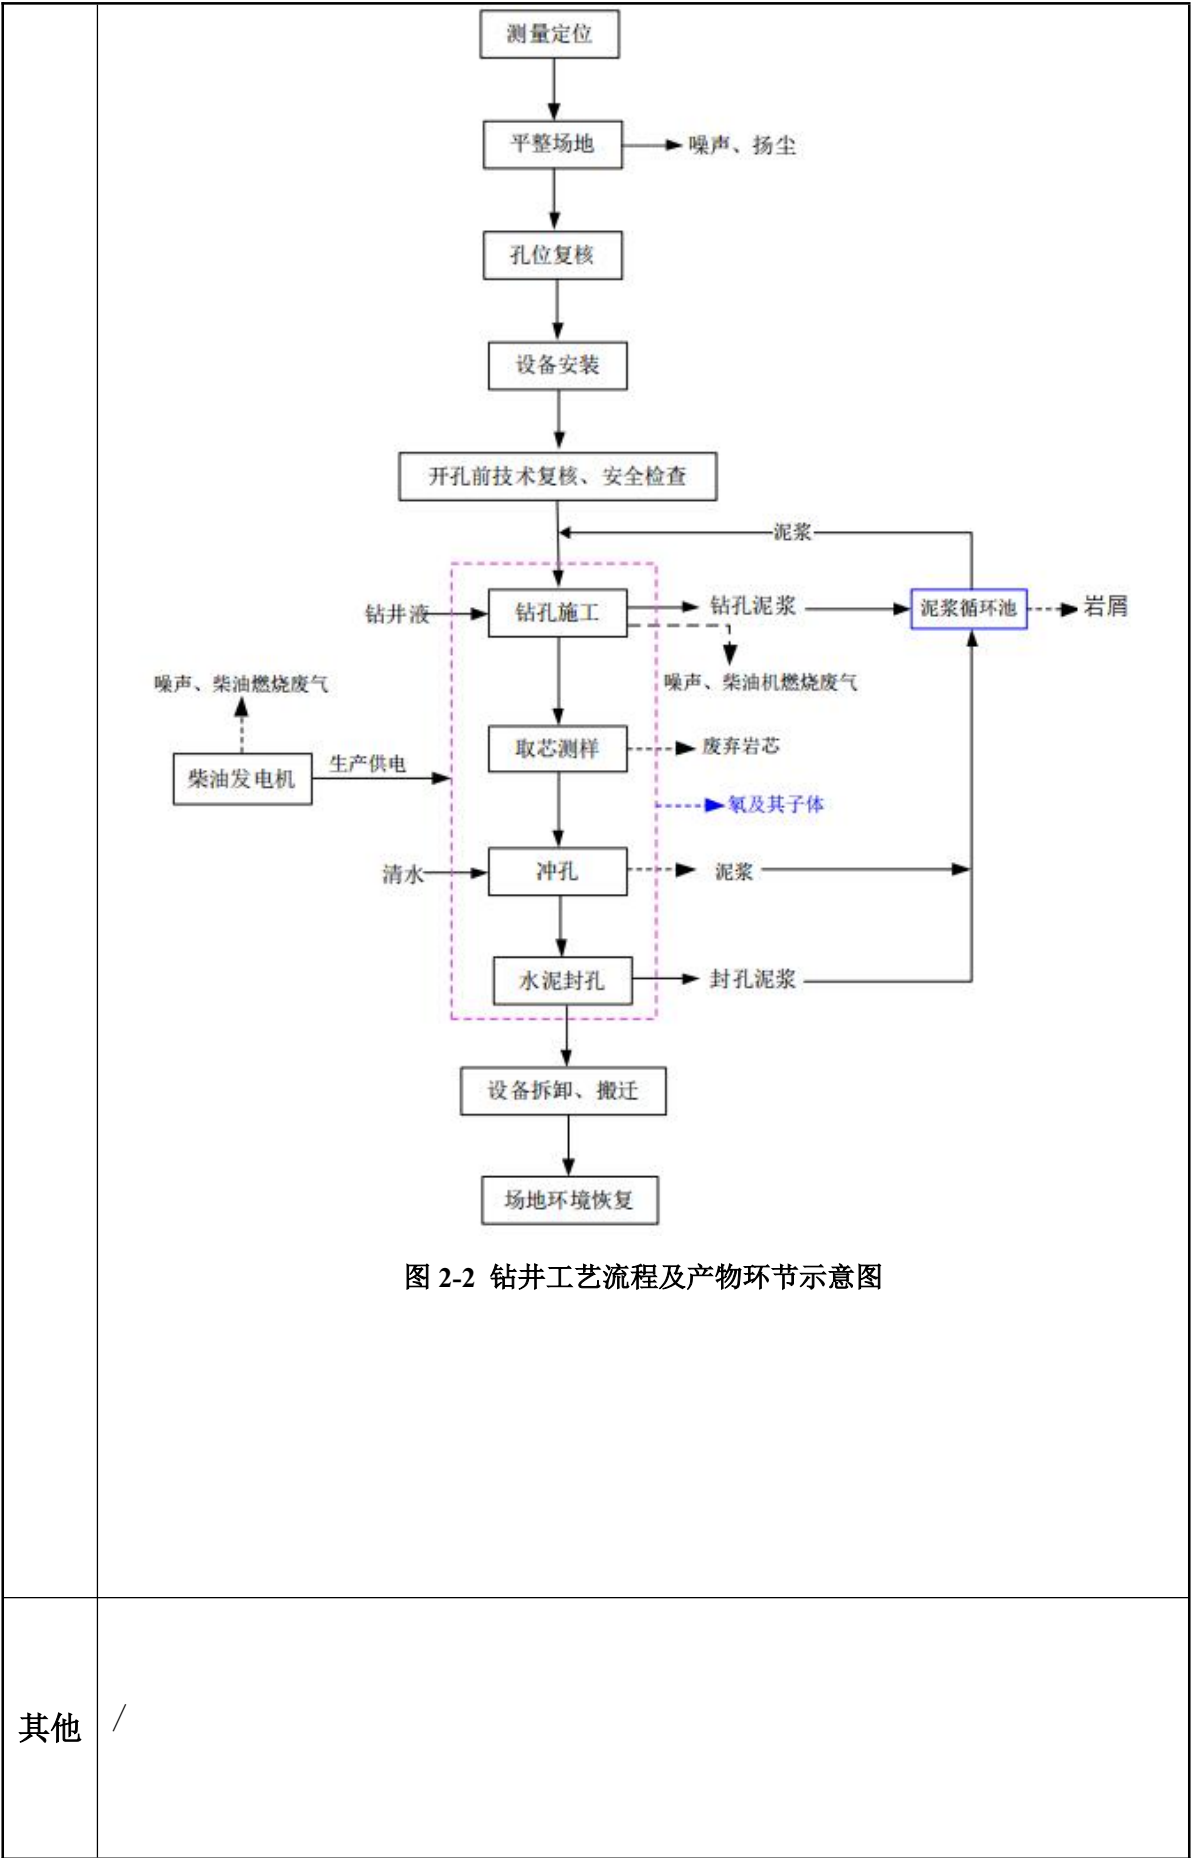 测量定位
平整场地
噪声、扬尘
孔位复核
设备安装
开孔前技术复核、安全检查
泥浆
钻井液
钻孔施工
钻孔泥浆
泥浆循环池
岩屑
噪声、柴油燃烧废气
噪声、柴油机燃烧废气
取芯测样
废弃岩芯
柴油发电机
生产供电
氡及其子体
清水
冲孔
泥浆
水泥封孔
封孔泥浆
设备拆卸、搬迁
场地环境恢复
图 2-2 钻井工艺流程及产物环节示意图
其他
/